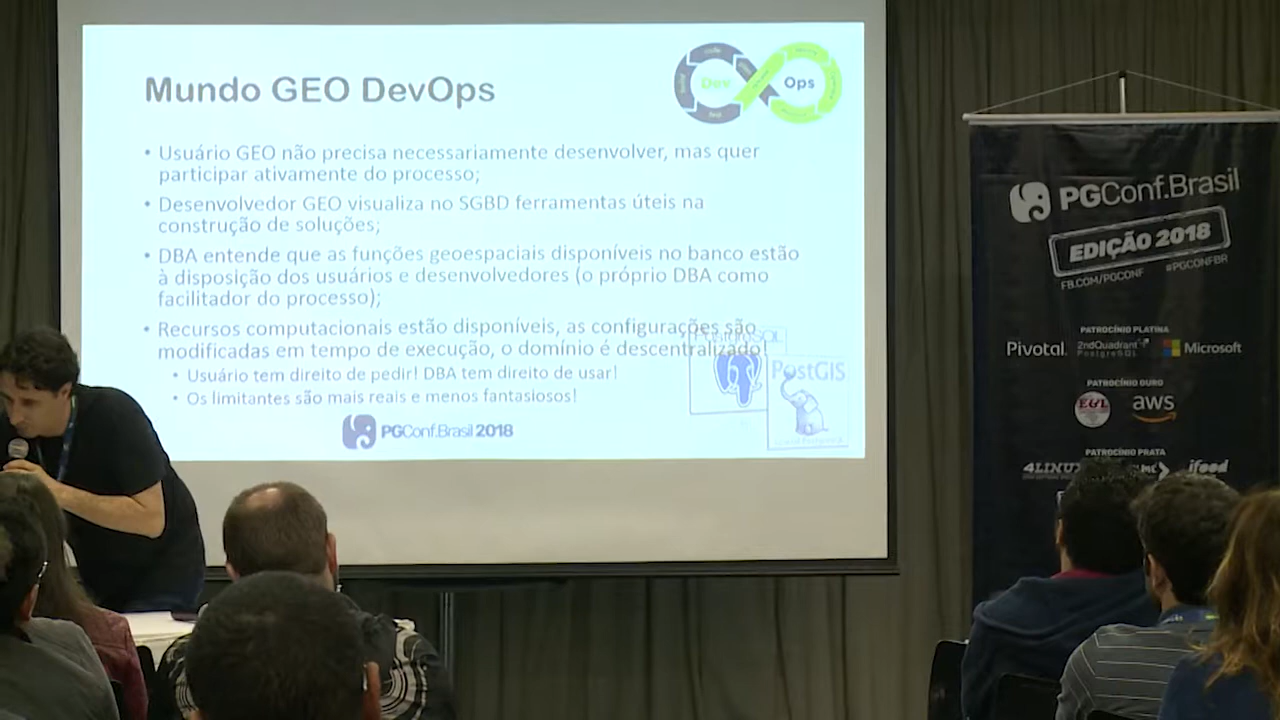 Mundo GEO DevOps
Dev
Ops
• Usuário GEO não precisa necessariamente desenvolver, mas quer
participar ativamente do processo;
• Desenvolvedor GEO visualiza no SGBD ferramentas úteis na
construção de soluções;
• DBA entende que as funções geoespaciais disponíveis no banco estão
à disposição dos usuários e desenvolvedores (o próprio DBA como
facilitador do processo);
• Recursos computacionais estão disponíveis, as configurações são
modificadas em tempo de execução, o domínio é descentralizado!
• Usuário tem direito de pedir! DBA tem direito de usar!
• Os limitantes são mais reais e menos fantasiosos!
PostgreSQL
PostGIS
PGConf.Brasil 2018
PGConf.Brasil
EDIÇÃO 2018
FB.COM/PGCONF #PGCONFBR
PATROCÍNIO PLATINA
Pivotal
2ndQuadrant
PostgreSQL
Microsoft
PATROCÍNIO OURO
aws
PATROCÍNIO PRATA
4LINUX
ifood